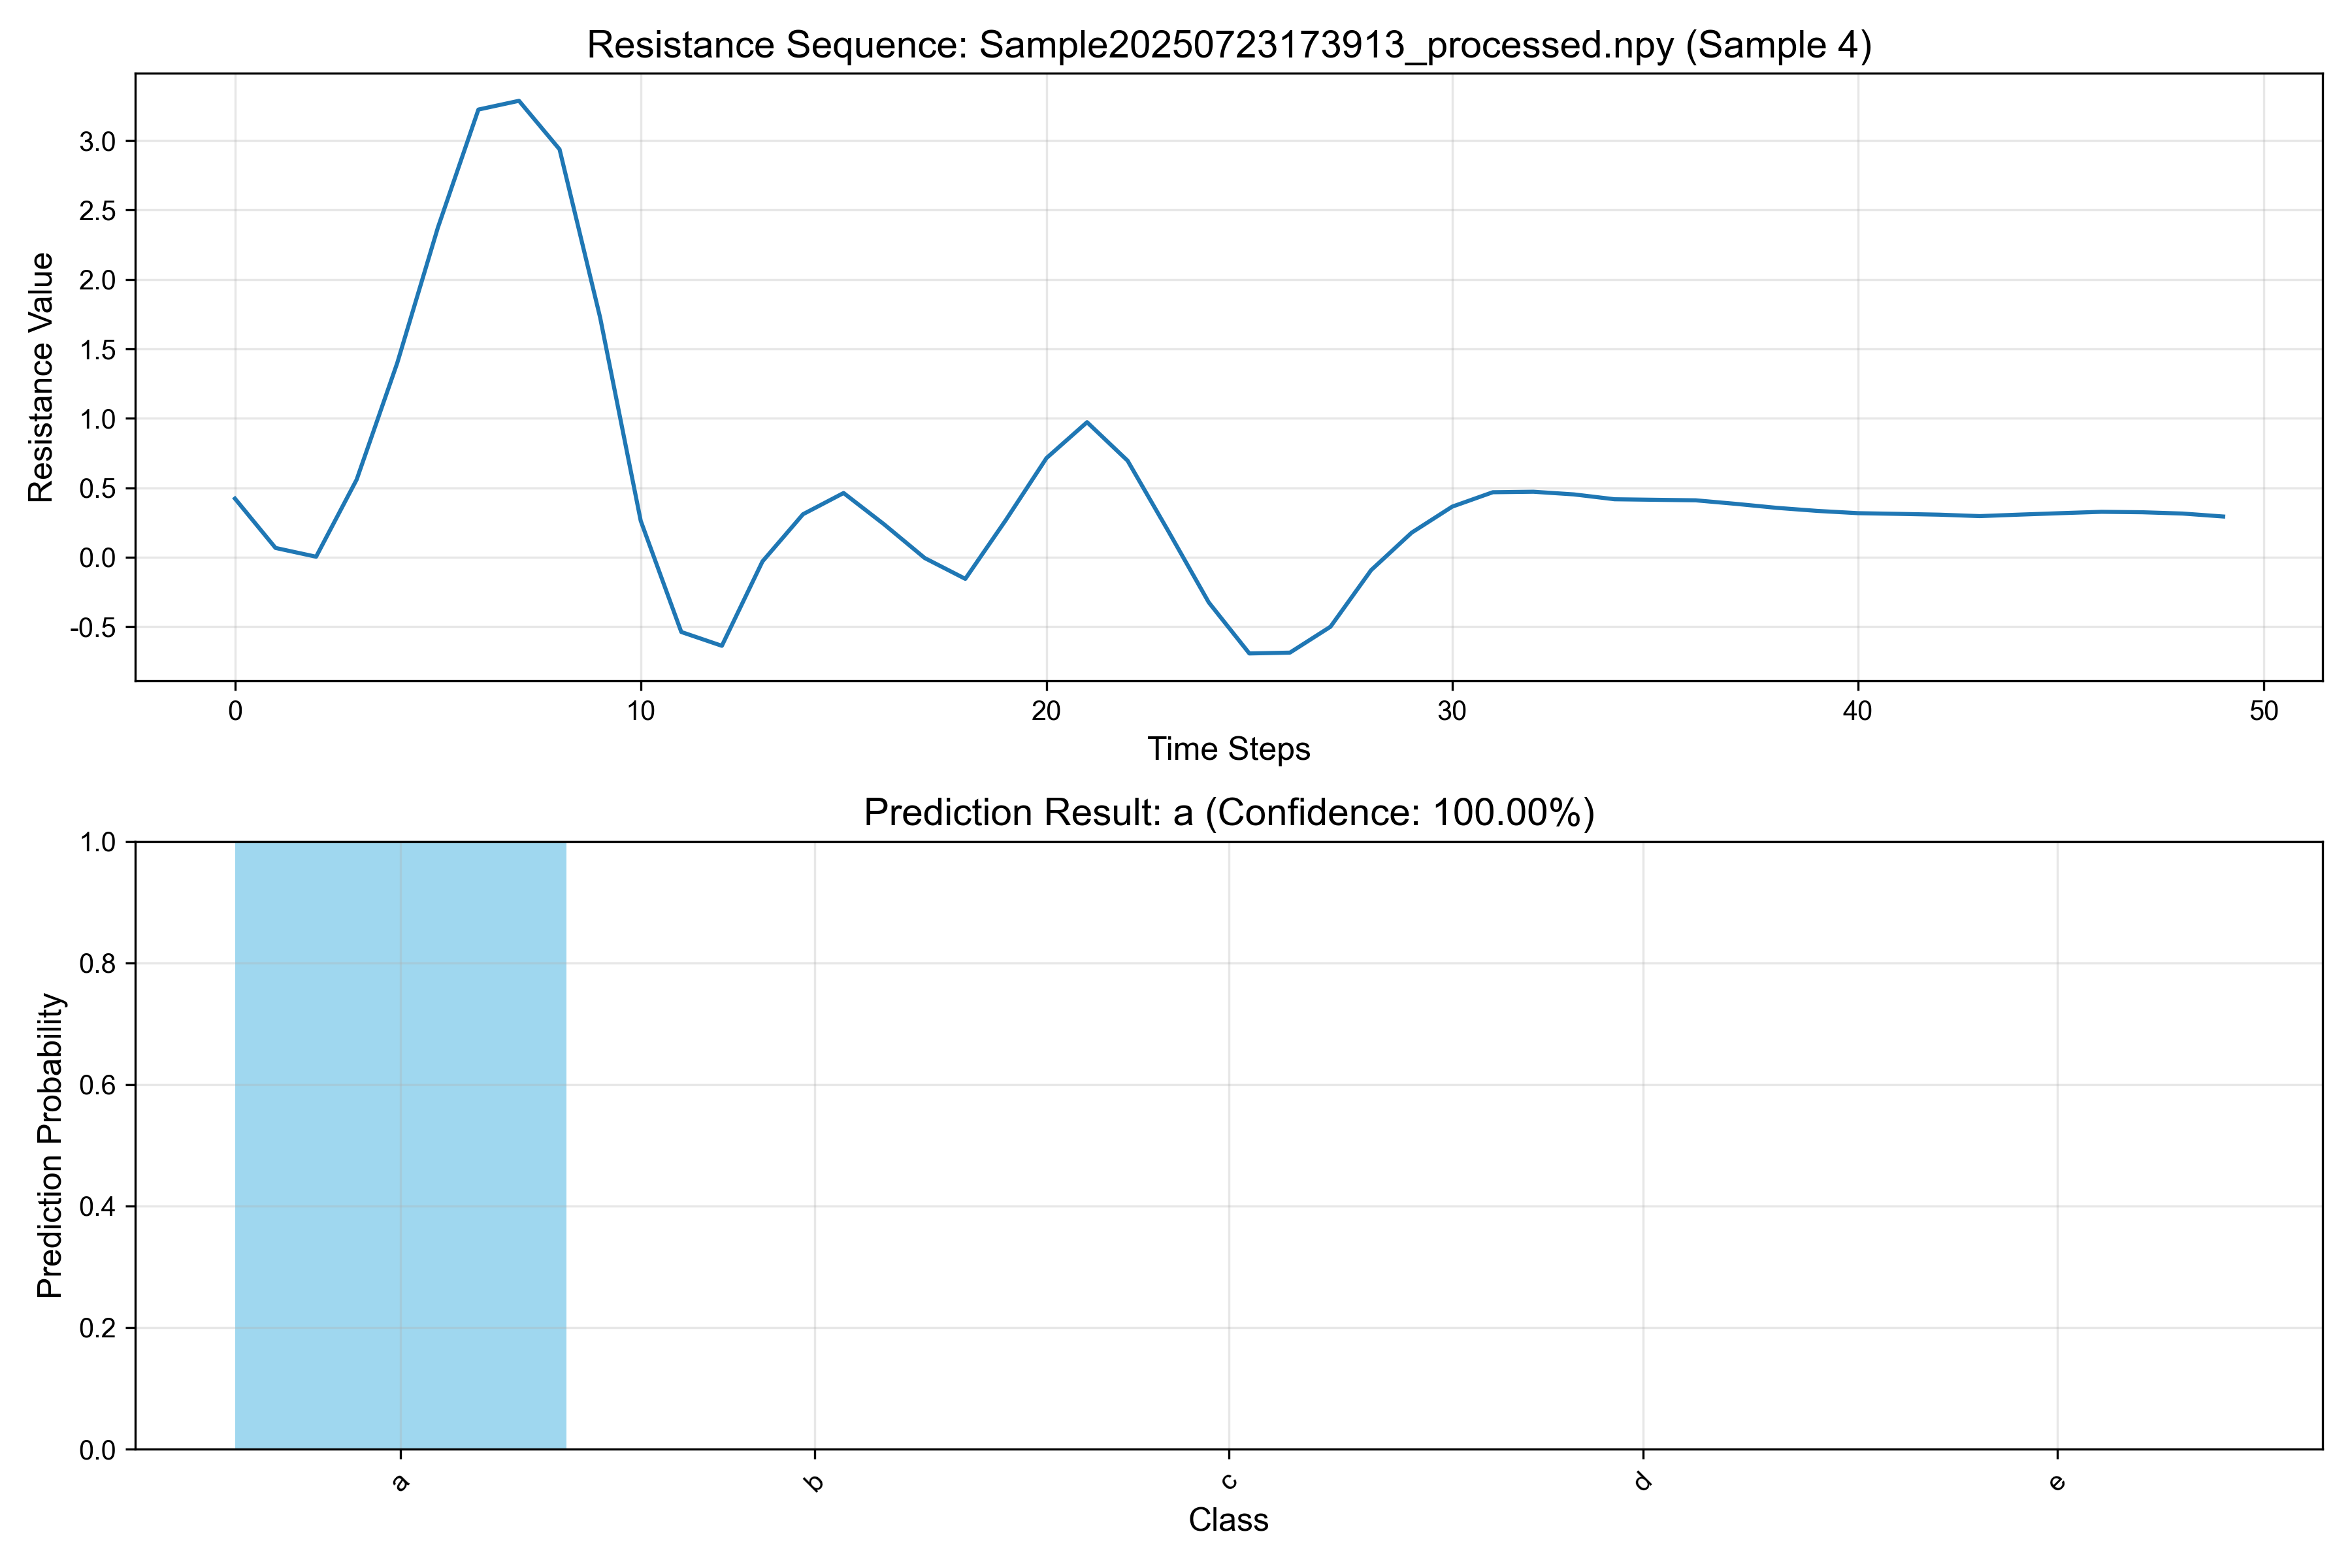 Resistance Sequence: Sample20250723173913_processed.npy (Sample 4)
Resistance Value
3.0
2.5
2.0
1.5
1.0
0.5
0.0
-0.5
0 10 20 30 40 50
Time Steps
Prediction Result: a (Confidence: 100.00%)
Prediction Probability
1.0
0.8
0.6
0.4
0.2
0.0
a b c d e
Class